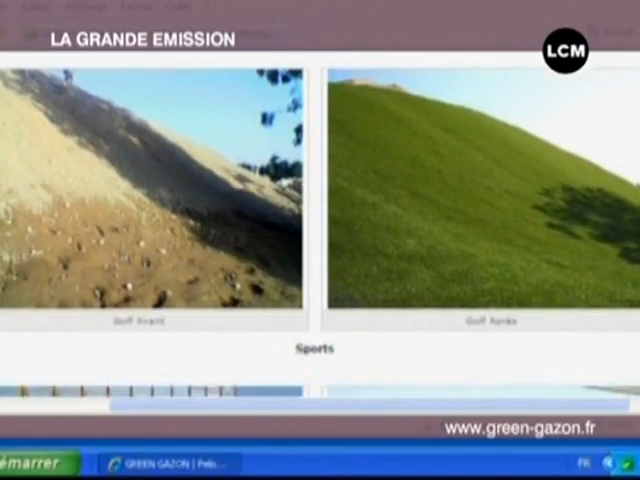 LA GRANDE EMISSION
LCM
Golf Avant
Golf Après
Sports
www.green-gazon.fr
émarrer
GREEN GAZON | Pelo...
FR